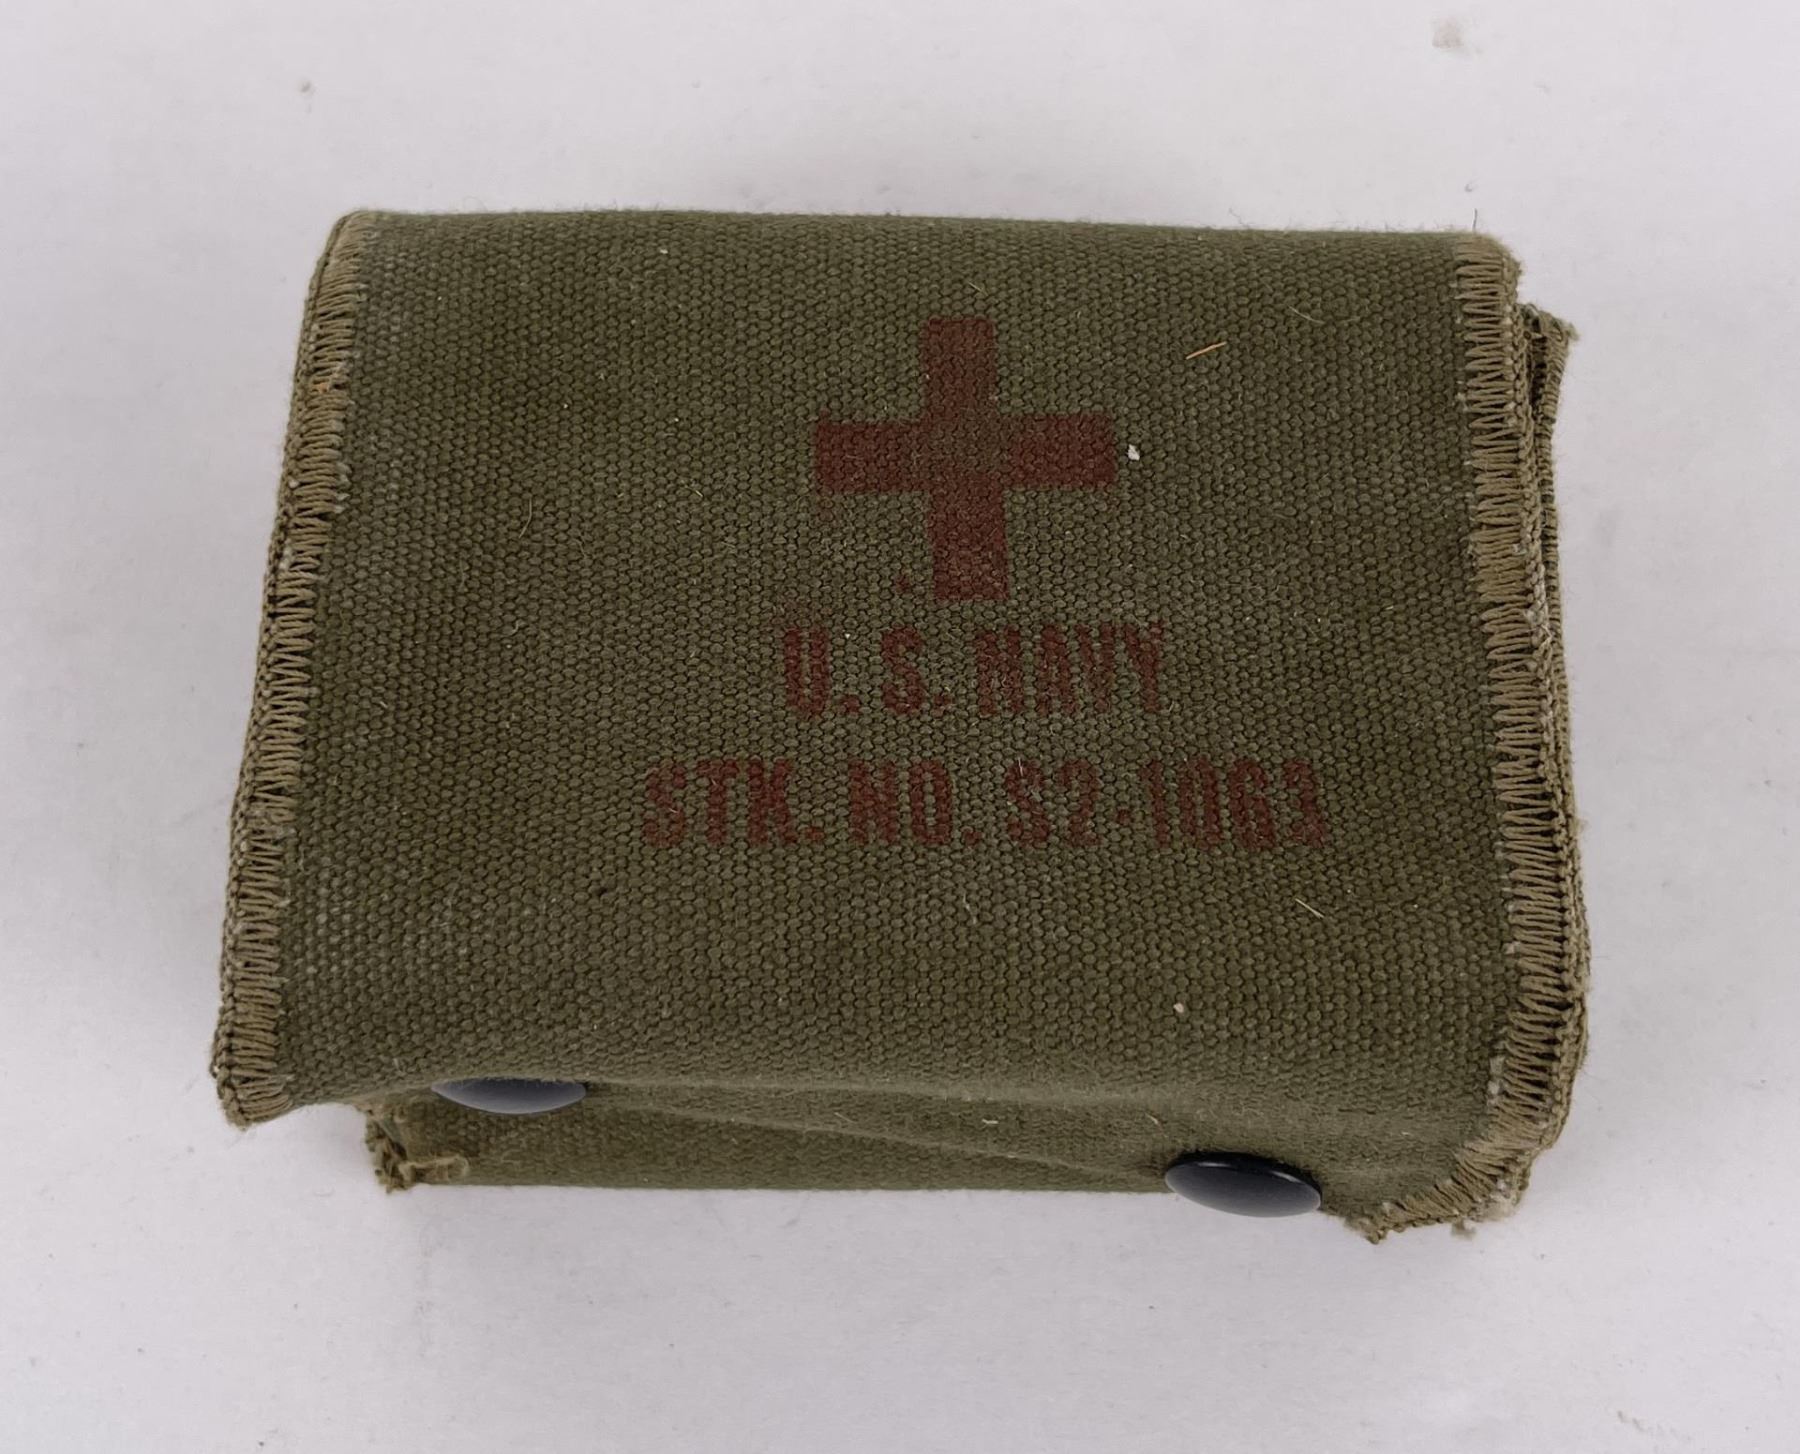 U.S. NAVY
STK. NO. S2-1063